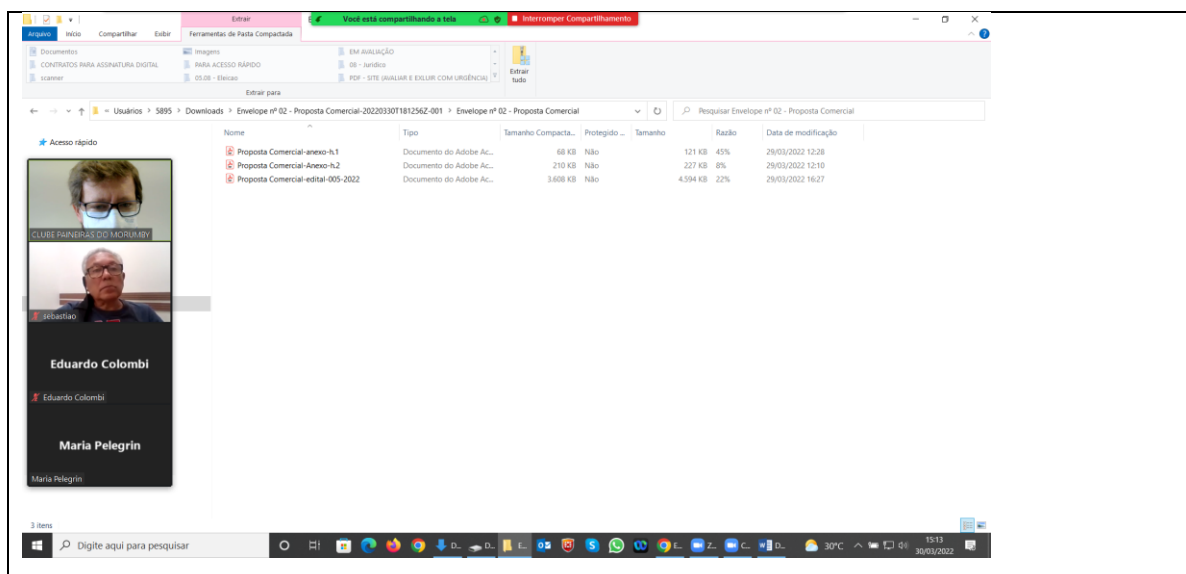 Extrair
Você está compartilhando a tela
Interromper Compartilhamento
Arquivo Início Compartilhar Exibir Ferramentas de Pasta Compactada
Documentos Imagens EM AVALIAÇÃO
CONTRATOS PARA ASSINATURA DIGITAL PARA ACESSO RÁPIDO 08 - Jurídico
scanner 05.08 - Eleicao PDF - SITE (AVALIAR E EXLUIR COM URGÊNCIA)
Extrair tudo
Extrair para
Usuários > 5895 > Downloads > Envelope nº 02 - Proposta Comercial-20220330T181256Z-001 > Envelope nº 02 - Proposta Comercial
Pesquisar Envelope nº 02 - Proposta Comercial
Acesso rápido
Nome Tipo Tamanho Compacta... Protegido ... Tamanho Razão Data de modificação
Proposta Comercial-anexo-h.1 Documento do Adobe Ac... 68 KB Não 121 KB 45% 29/03/2022 12:28
Proposta Comercial-Anexo-h.2 Documento do Adobe Ac... 210 KB Não 227 KB 8% 29/03/2022 12:10
Proposta Comercial-edital-005-2022 Documento do Adobe Ac... 3.608 KB Não 4.594 KB 22% 29/03/2022 16:27
CLUBE PAINEIRAS DO MORUMBY
sebastiao
Eduardo Colombi
Eduardo Colombi
Maria Pelegrin
Maria Pelegrin
3 itens
Digite aqui para pesquisar
D... D... E... E... Z... C... D...
30°C
15:13
30/03/2022